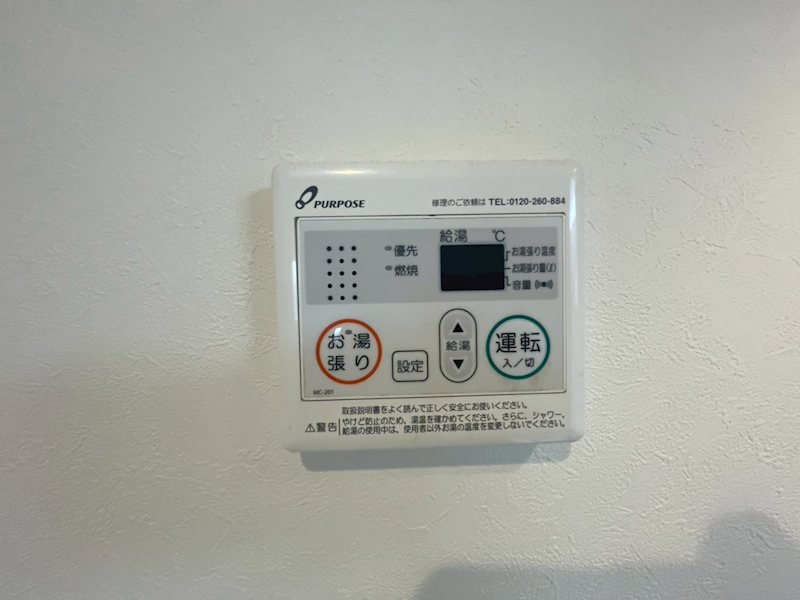 PURPOSE
修理のご依頼は TEL:0120-260-884
給湯 ℃
優先
燃焼
お湯張り温度
お湯張り量(ℓ)
音量
お湯
張り
設定
▲
給湯
▼
運転
入/切
MC-201
取扱説明書をよく読んで正しく安全にお使いください。
⚠警告
やけど防止のため、湯温を確かめてください。さらに、シャワー、
給湯の使用中は、使用者以外お湯の温度を変更しないでください。